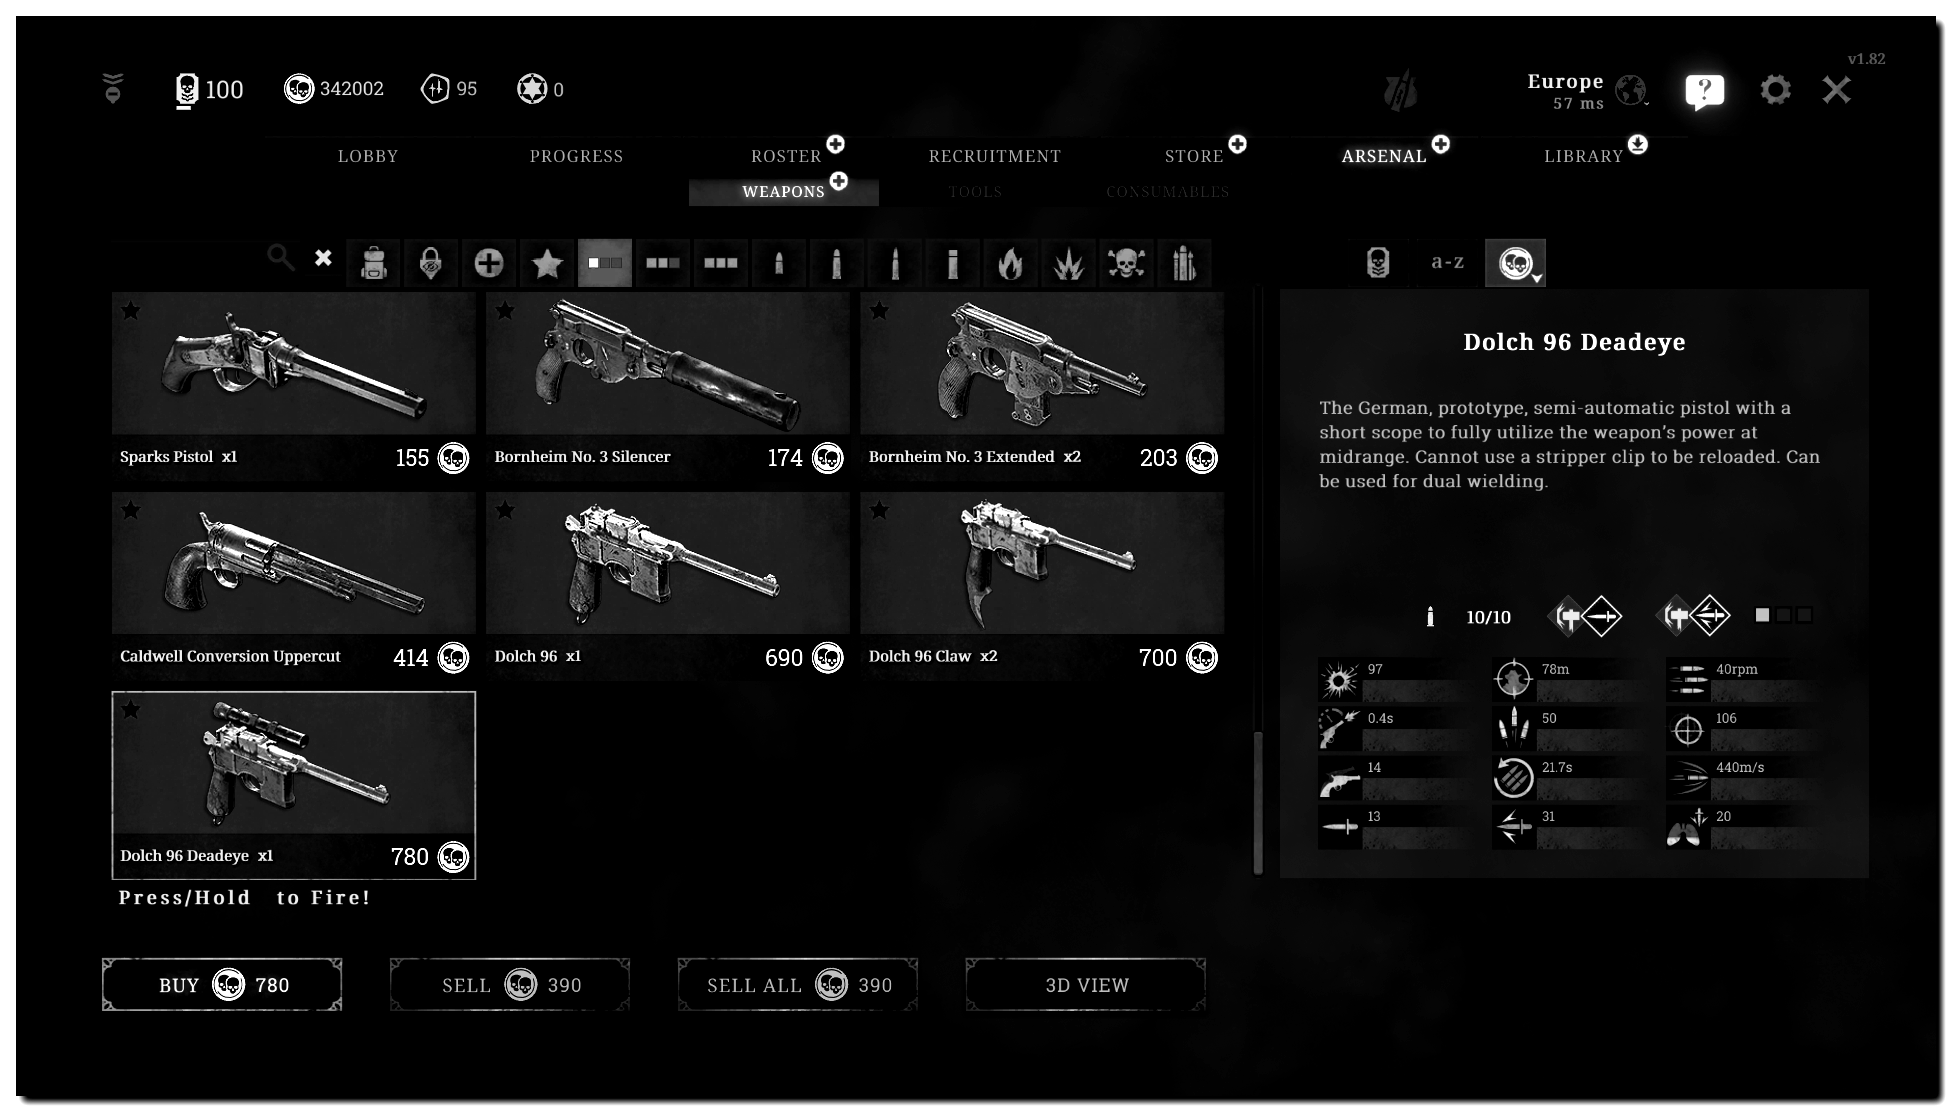 v1.82
100
342002
95
0
Europe
57 ms
?
LOBBY
PROGRESS
ROSTER
RECRUITMENT
STORE
ARSENAL
LIBRARY
WEAPONS
TOOLS
CONSUMABLES
a-z
Sparks Pistol x1
155
Bornheim No. 3 Silencer
174
Bornheim No. 3 Extended x2
203
Caldwell Conversion Uppercut
414
Dolch 96 x1
690
Dolch 96 Claw x2
700
Dolch 96 Deadeye x1
780
Press/Hold to Fire!
BUY 780
SELL 390
SELL ALL 390
3D VIEW
Dolch 96 Deadeye
The German, prototype, semi-automatic pistol with a
short scope to fully utilize the weapon's power at
midrange. Cannot use a stripper clip to be reloaded. Can
be used for dual wielding.
10/10
97
78m
40rpm
0.4s
50
106
14
21.7s
440m/s
13
31
20